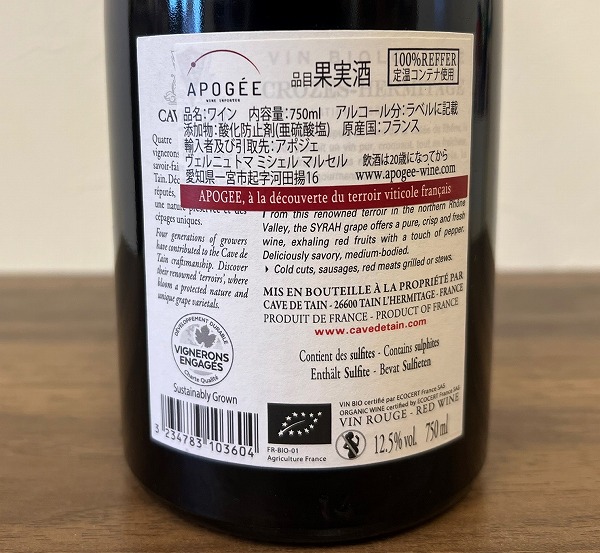 APOGÉE
WINE IMPORTER
品目果実酒
100%REFFER
定温コンテナ使用
VIN BIOL
CROZES-HERMITAGE
CAV
品名:ワイン 内容量:750ml アルコール分:ラベルに記載
添加物:酸化防止剤(亜硫酸塩) 原産国:フランス
輸入者及び引取先:アポジェ
ヴェルニュトマ ミシェル マルセル 飲酒は20歳になってから
愛知県一宮市起字河田揚16 www.apogee-wine.com
APOGEE, à la découverte du terroir viticole français
Quatre
vignerons
savoir-fai
Tain. Déco
réputés,
une nature préservée et des
cépages uniques.
Four generations of growers
have contributed to the Cave de
Tain craftsmanship. Discover
their renowned 'terroirs', where
bloom a protected nature and
unique grape varietals.
From this renowned terroir in the northern Rhône
Valley, the SYRAH grape offers a pure, crisp and fresh
wine, exhaling red fruits with a touch of pepper.
Deliciously savory, medium-bodied.
Cold cuts, sausages, red meats grilled or stews.
MIS EN BOUTEILLE À LA PROPRIÉTÉ PAR
CAVE DE TAIN - 26600 TAIN L'HERMITAGE - FRANCE
PRODUIT DE FRANCE - PRODUCT OF FRANCE
www.cavedetain.com
DÉVELOPPEMENT DURABLE
VIGNERONS
ENGAGÉS
Charte Qualité
Sustainably Grown
3 234783 103604
Contient des sulfites - Contains sulphites
Enthält Sulfite - Bevat Sulfieten
FR-BIO-01
Agriculture France
VIN BIO certifié par ECOCERT France SAS
ORGANIC WINE certified by ECOCERT France SAS
VIN ROUGE - RED WINE
12.5% vol. 750 ml